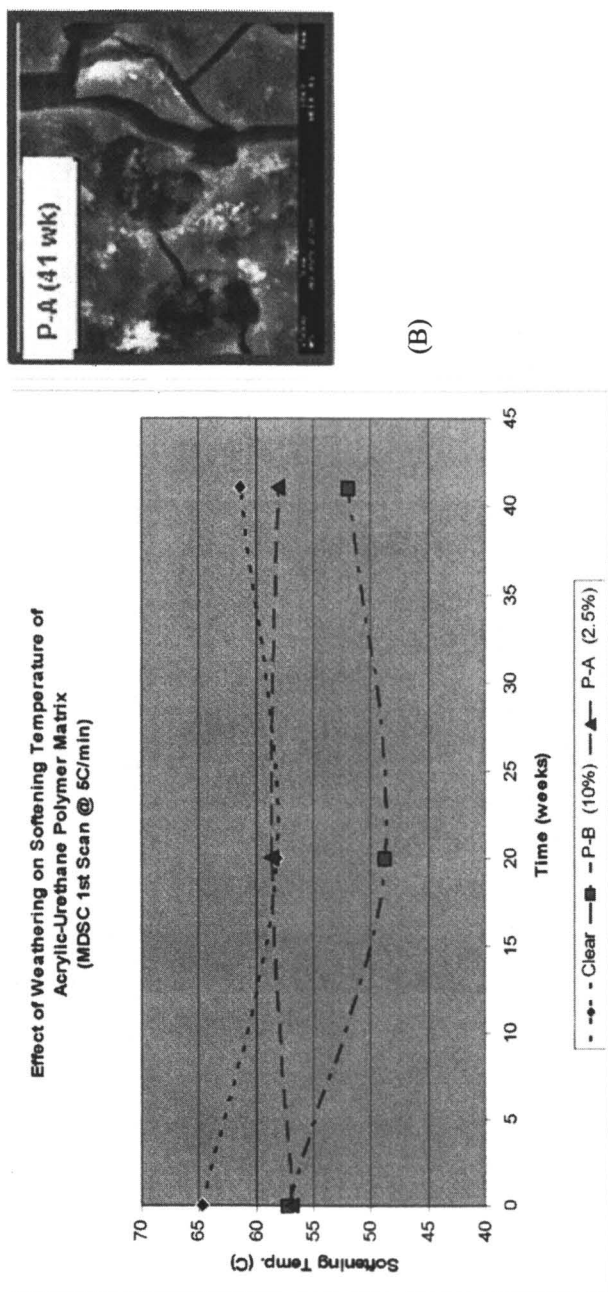 Effect of Weathering on Softening Temperature of
Acrylic-Urethane Polymer Matrix
(MDSC 1st Scan @ 5C/min)
Softening Temp. (C)
70
65
60
55
50
45
40
0
5
10
15
20
25
30
35
40
45
Time (weeks)
Clear
P-B (10%)
P-A (2.5%)
P-A (41 wk)
(B)